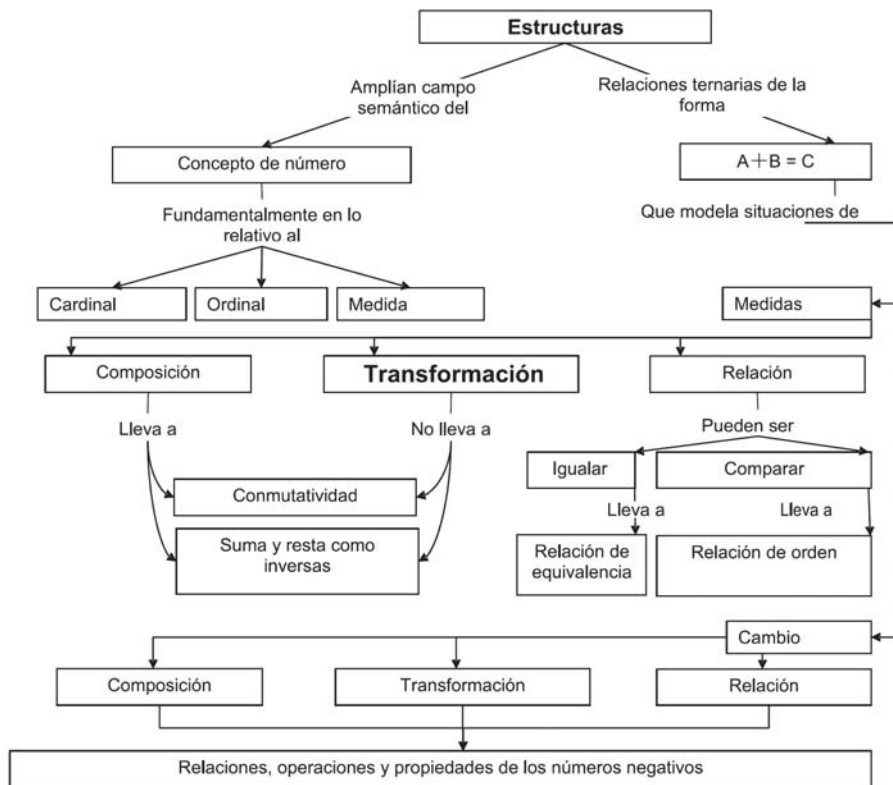 Estructuras
Amplían campo
semántico del
Relaciones ternarias de la
forma
Concepto de número
A+B = C
Fundamentalmente en lo
relativo al
Que modela situaciones de
Cardinal
Ordinal
Medida
Medidas
Composición
Transformación
Relación
Lleva a
No lleva a
Pueden ser
Igualar
Comparar
Conmutatividad
Lleva a
Lleva a
Suma y resta como
inversas
Relación de
equivalencia
Relación de orden
Cambio
Composición
Transformación
Relación
Relaciones, operaciones y propiedades de los números negativos